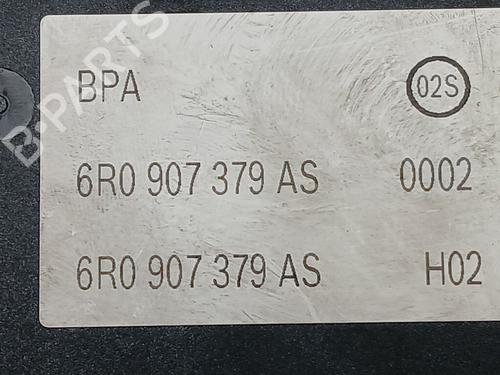 BPA 02S
6R0 907 379 AS 0002
6R0 907 379 AS H02
B-PARTS